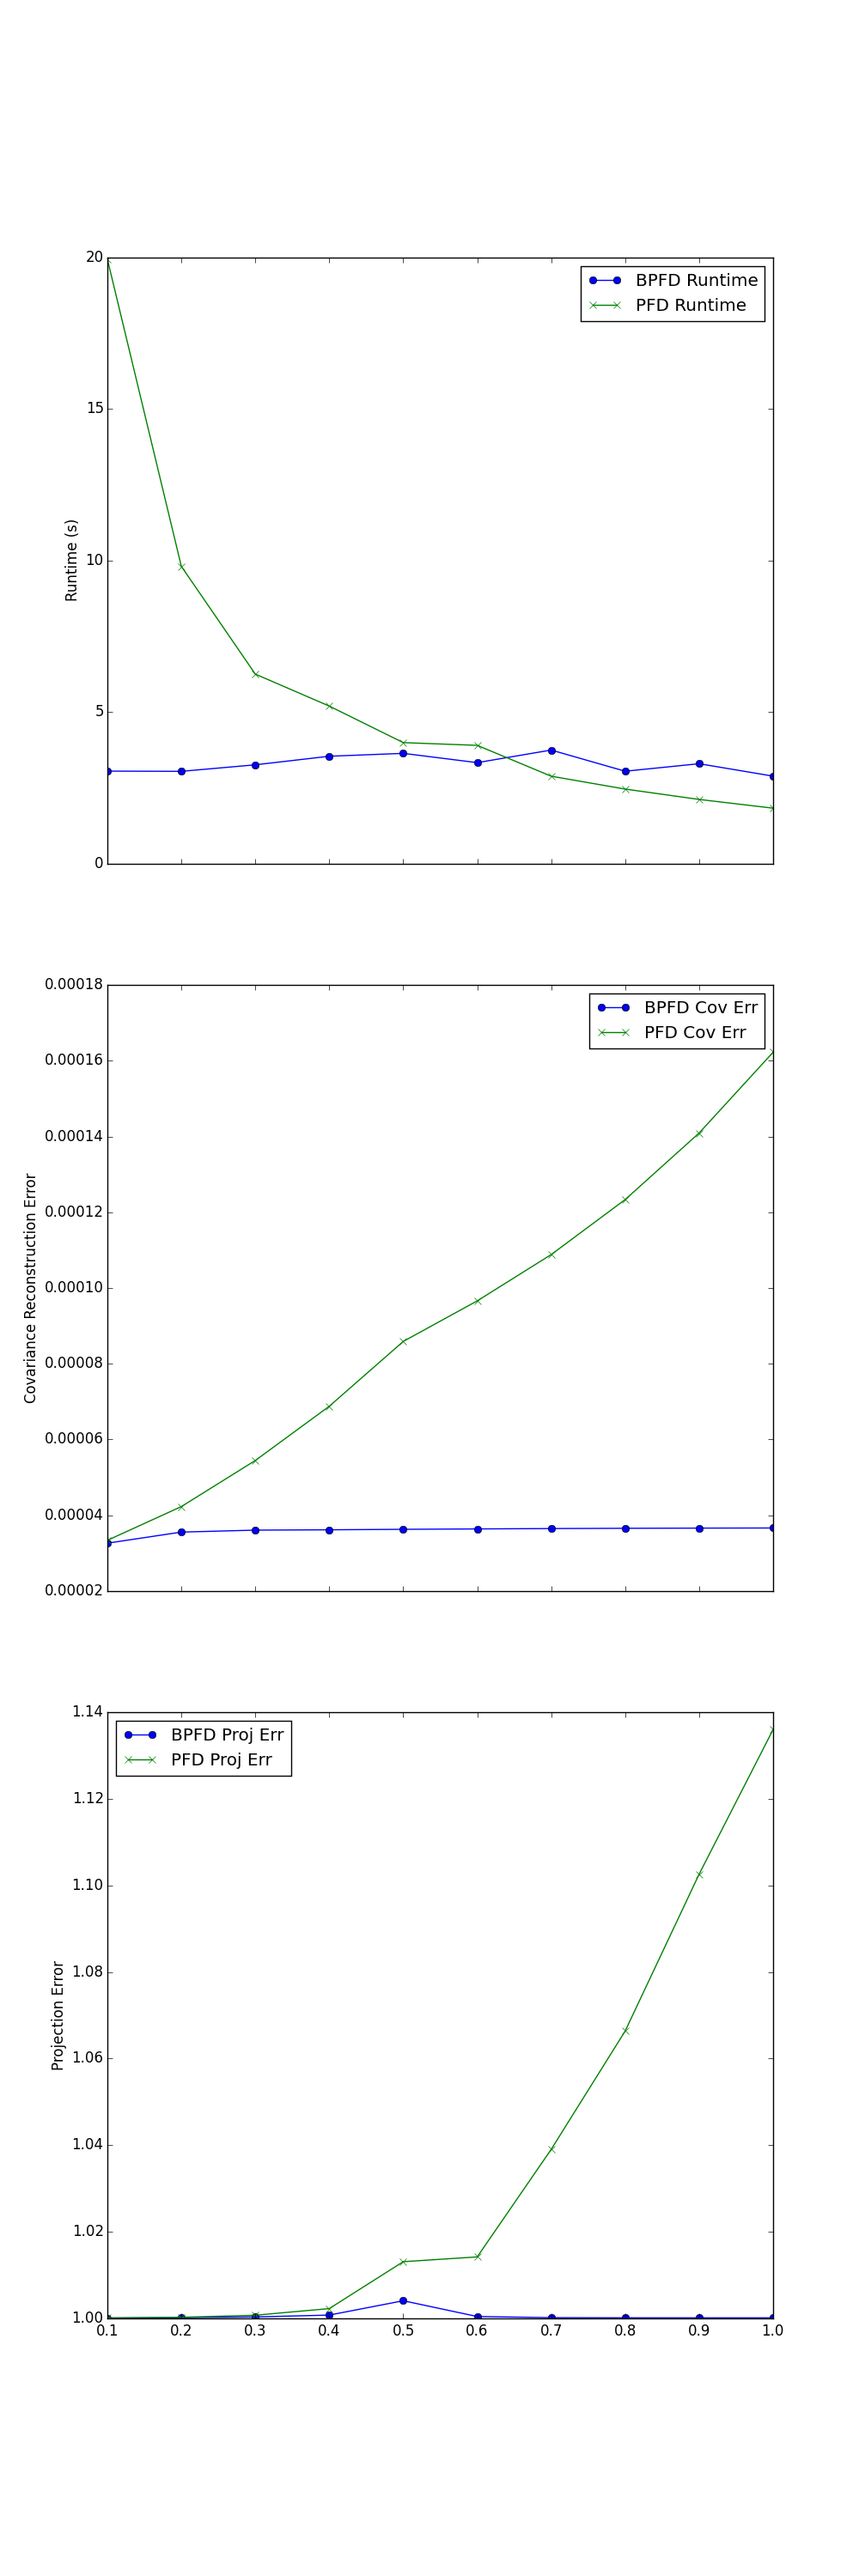 20
BPFD Runtime
PFD Runtime
15
Runtime (s)
10
5
0
0.00018
BPFD Cov Err
PFD Cov Err
0.00016
0.00014
0.00012
Covariance Reconstruction Error
0.00010
0.00008
0.00006
0.00004
0.00002
1.14
BPFD Proj Err
PFD Proj Err
1.12
1.10
1.08
Projection Error
1.06
1.04
1.02
1.00
0.1 0.2 0.3 0.4 0.5 0.6 0.7 0.8 0.9 1.0